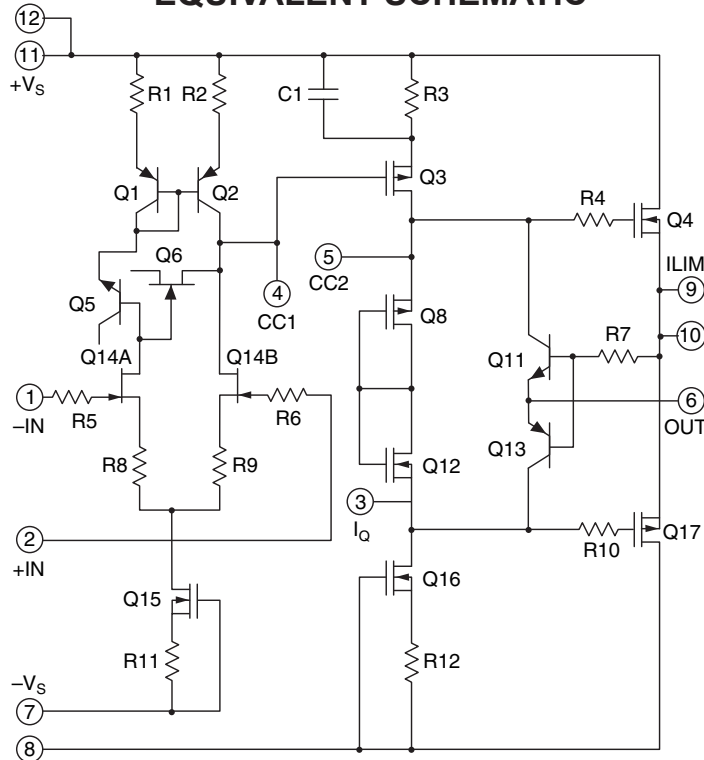 EQUIVALENT SCHEMATIC
12
11
+VS
R1
R2
C1
R3
Q1
Q2
Q3
R4
Q4
Q6
5
CC2
ILIM
9
Q5
4
CC1
Q8
10
Q14A
Q14B
Q11
R7
1
–IN
R5
R6
6
OUT
Q13
R8
R9
Q12
3
IQ
2
+IN
R10
Q17
Q15
Q16
R11
R12
–VS
7
8